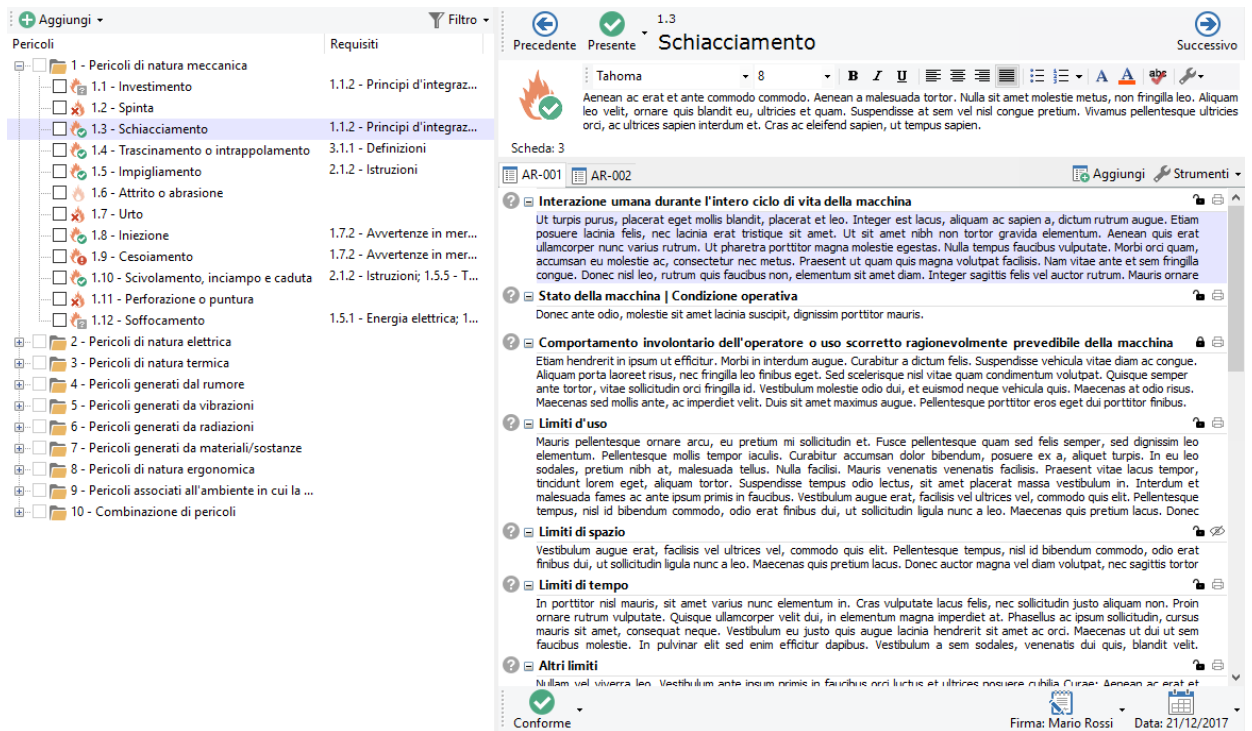 Aggiungi
Filtro
Pericoli
Requisiti
1 - Pericoli di natura meccanica
1.1 - Investimento
1.1.2 - Principi d'integraz...
1.2 - Spinta
1.3 - Schiacciamento
1.1.2 - Principi d'integraz...
1.4 - Trascinamento o intrappolamento
3.1.1 - Definizioni
1.5 - Impigliamento
2.1.2 - Istruzioni
1.6 - Attrito o abrasione
1.7 - Urto
1.8 - Iniezione
1.7.2 - Avvertenze in mer...
1.9 - Cesoiamento
1.7.2 - Avvertenze in mer...
1.10 - Scivolamento, inciampo e caduta
2.1.2 - Istruzioni; 1.5.5 - T...
1.11 - Perforazione o puntura
1.12 - Soffocamento
1.5.1 - Energia elettrica; 1...
2 - Pericoli di natura elettrica
3 - Pericoli di natura termica
4 - Pericoli generati dal rumore
5 - Pericoli generati da vibrazioni
6 - Pericoli generati da radiazioni
7 - Pericoli generati da materiali/sostanze
8 - Pericoli di natura ergonomica
9 - Pericoli associati all'ambiente in cui la ...
10 - Combinazione di pericoli
Precedente
Presente
1.3
Schiacciamento
Successivo
Tahoma
8
B I U
A A abc
Aenean ac erat et ante commodo commodo. Aenean a malesuada tortor. Nulla sit amet molestie metus, non fringilla leo. Aliquam
leo velit, ornare quis blandit eu, ultricies et quam. Suspendisse at sem vel nisl congue pretium. Vivamus pellentesque ultricies
orci, ac ultrices sapien interdum et. Cras ac eleifend sapien, ut tempus sapien.
Scheda: 3
AR-001
AR-002
Aggiungi
Strumenti
Interazione umana durante l'intero ciclo di vita della macchina
Ut turpis purus, placerat eget mollis blandit, placerat et leo. Integer est lacus, aliquam ac sapien a, dictum rutrum augue. Etiam
posuere lacinia felis, nec lacinia erat tristique sit amet. Ut sit amet nibh non tortor gravida elementum. Aenean quis erat
ullamcorper nunc varius rutrum. Ut pharetra porttitor magna molestie egestas. Nulla tempus faucibus vulputate. Morbi orci quam,
accumsan eu molestie ac, consectetur nec metus. Praesent ut quam quis magna volutpat facilisis. Nam vitae ante et sem fringilla
congue. Donec nisl leo, rutrum quis faucibus non, elementum sit amet diam. Integer sagittis felis vel auctor rutrum. Mauris ornare
Stato della macchina | Condizione operativa
Donec ante odio, molestie sit amet lacinia suscipit, dignissim porttitor mauris.
Comportamento involontario dell'operatore o uso scorretto ragionevolmente prevedibile della macchina
Etiam hendrerit in ipsum ut efficitur. Morbi in interdum augue. Curabitur a dictum felis. Suspendisse vehicula vitae diam ac congue.
Aliquam porta laoreet risus, nec fringilla leo finibus eget. Sed scelerisque nisl vitae quam condimentum volutpat. Quisque semper
ante tortor, vitae sollicitudin orci fringilla id. Vestibulum molestie odio dui, et euismod neque vehicula quis. Maecenas at odio risus.
Maecenas sed mollis ante, ac imperdiet velit. Duis sit amet maximus augue. Pellentesque porttitor eros eget dui porttitor finibus.
Limiti d'uso
Mauris pellentesque ornare arcu, eu pretium mi sollicitudin et. Fusce pellentesque quam sed felis semper, sed dignissim leo
elementum. Pellentesque mollis tempor iaculis. Curabitur accumsan dolor bibendum, posuere ex a, aliquet turpis. In eu leo
sodales, pretium nibh at, malesuada tellus. Nulla facilisi. Mauris venenatis venenatis facilisis. Praesent vitae lacus tempor,
tincidunt lorem eget, aliquam tortor. Suspendisse tempus odio lectus, sit amet placerat massa vestibulum in. Interdum et
malesuada fames ac ante ipsum primis in faucibus. Vestibulum augue erat, facilisis vel ultrices vel, commodo quis elit. Pellentesque
tempus, nisl id bibendum commodo, odio erat finibus dui, ut sollicitudin ligula nunc a leo. Maecenas quis pretium lacus. Donec
Limiti di spazio
Vestibulum augue erat, facilisis vel ultrices vel, commodo quis elit. Pellentesque tempus, nisl id bibendum commodo, odio erat
finibus dui, ut sollicitudin ligula nunc a leo. Maecenas quis pretium lacus. Donec auctor magna vel diam volutpat, nec sagittis tortor
Limiti di tempo
In porttitor nisl mauris, sit amet varius nunc elementum in. Cras vulputate lacus felis, nec sollicitudin justo aliquam non. Proin
ornare rutrum vulputate. Quisque ullamcorper velit dui, in elementum magna imperdiet at. Phasellus ac ipsum sollicitudin, cursus
mauris sit amet, consequat neque. Vestibulum eu justo quis augue lacinia hendrerit sit amet ac orci. Maecenas ut dui ut sem
faucibus molestie. In pulvinar elit sed enim efficitur dapibus. Vestibulum a sem sodales, venenatis dui quis, blandit velit.
Altri limiti
Nullam vel viverra leo. Vestibulum ante ipsum primis in faucibus orci luctus et ultrices posuere cubilia Curae; Aenean ac erat et
Conforme
Firma: Mario Rossi
Data: 21/12/2017